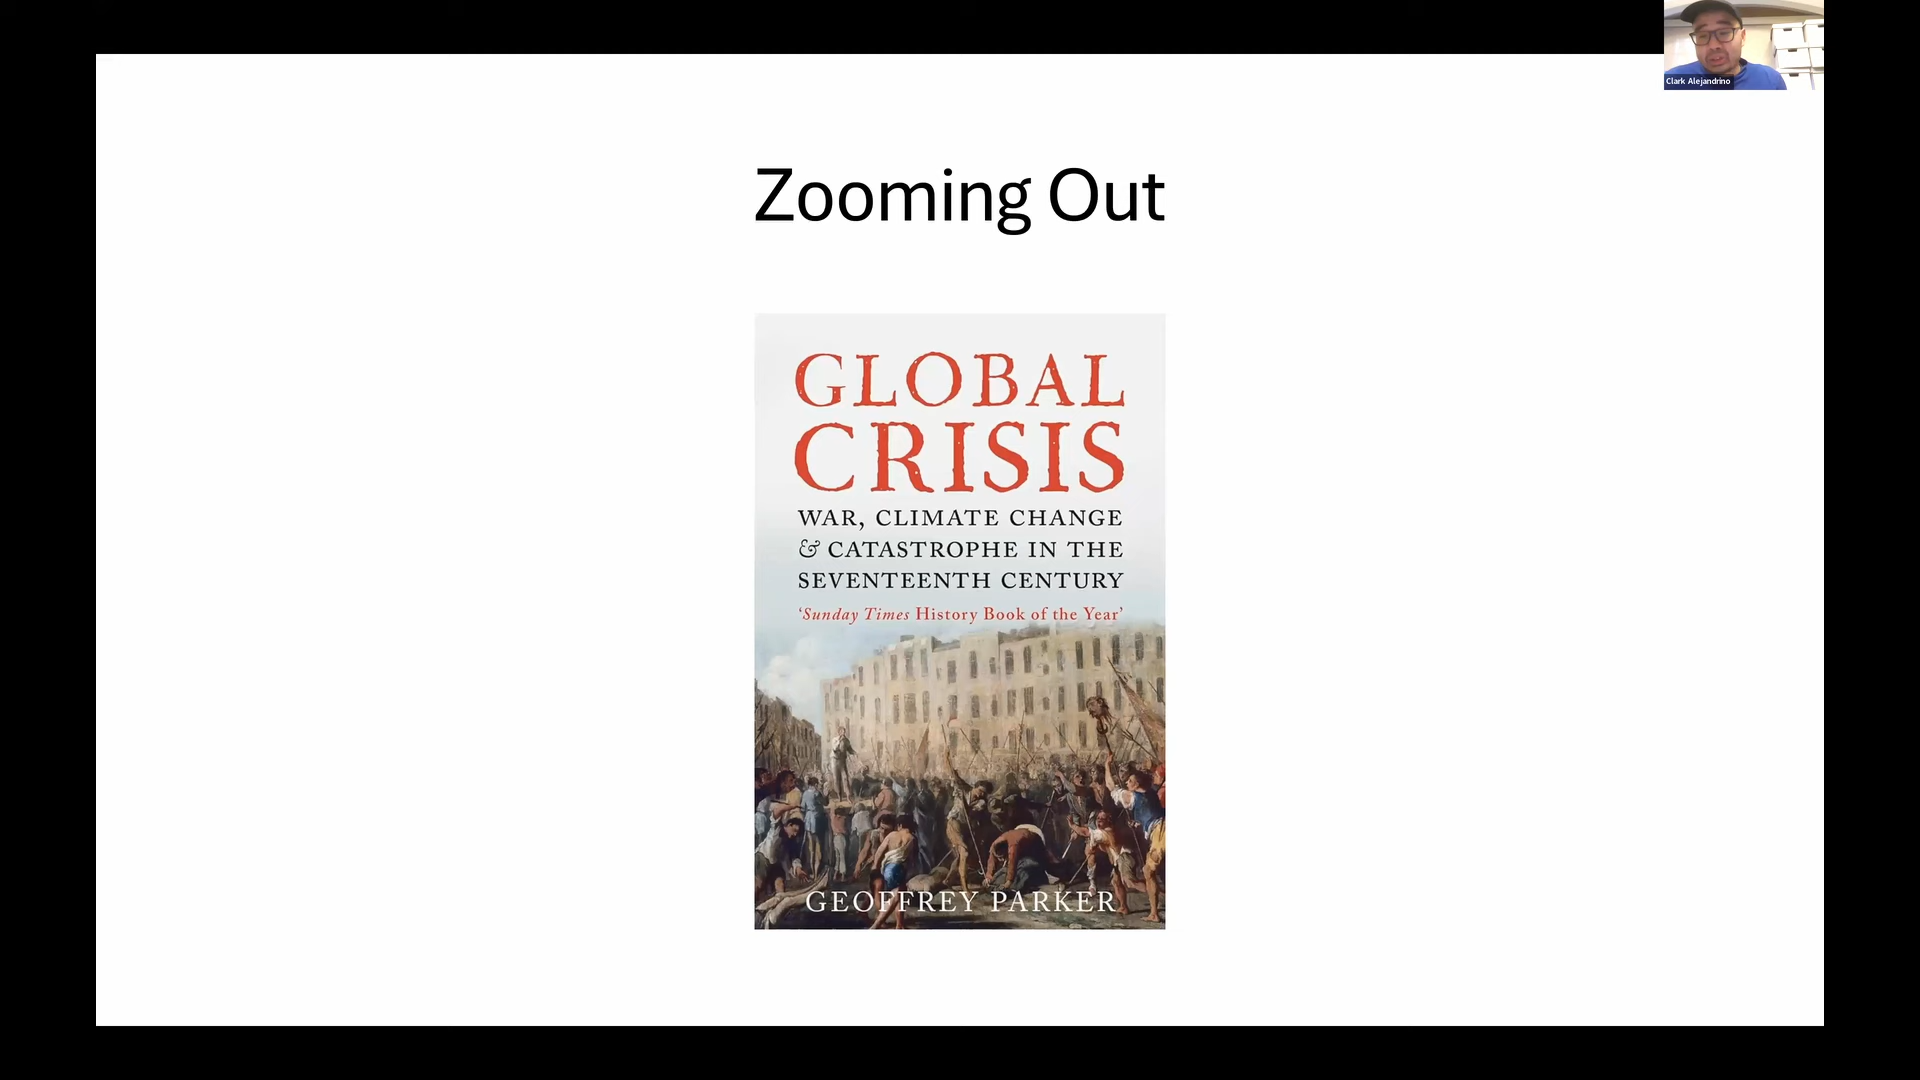 Clark Alejandrino
Zooming Out
GLOBAL
CRISIS
WAR, CLIMATE CHANGE
& CATASTROPHE IN THE
SEVENTEENTH CENTURY
‘Sunday Times History Book of the Year’
GEOFFREY PARKER